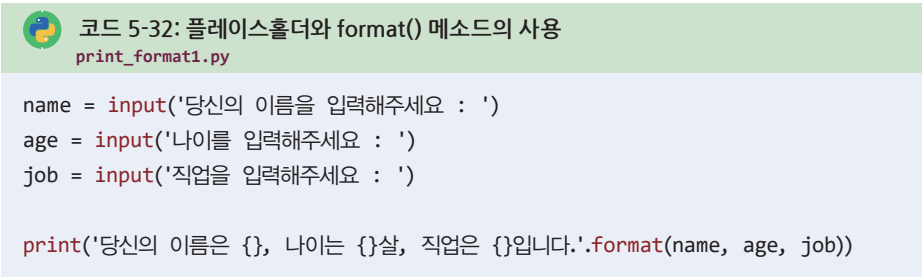 코드 5-32: 플레이스홀더와 format() 메소드의 사용
print_format1.py
name = input('당신의 이름을 입력해주세요 : ')
age = input('나이를 입력해주세요 : ')
job = input('직업을 입력해주세요 : ')
print('당신의 이름은 {}, 나이는 {}살, 직업은 {}입니다.'.format(name, age, job))